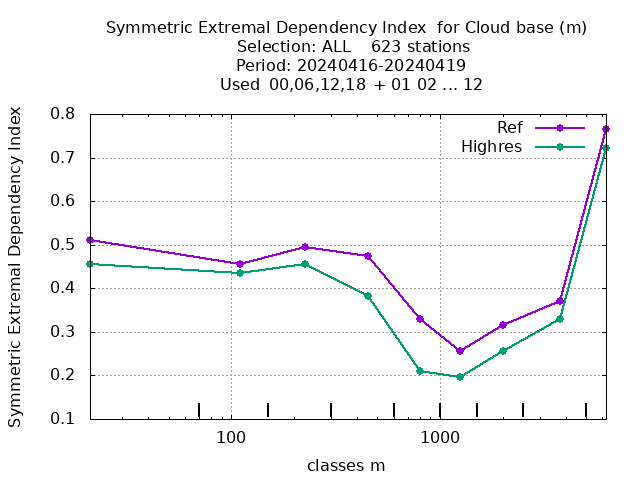 Symmetric Extremal Dependency Index for Cloud base (m)
Selection: ALL 623 stations
Period: 20240416-20240419
Used 00,06,12,18 + 01 02 ... 12
Symmetric Extremal Dependency Index
0.8
0.7
0.6
0.5
0.4
0.3
0.2
0.1
Ref
Highres
100
1000
classes m